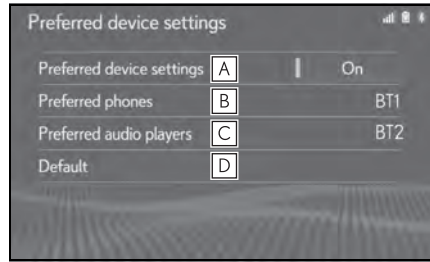 Preferred device settings
Preferred device settings A On
Preferred phones B BT1
Preferred audio players C BT2
Default D